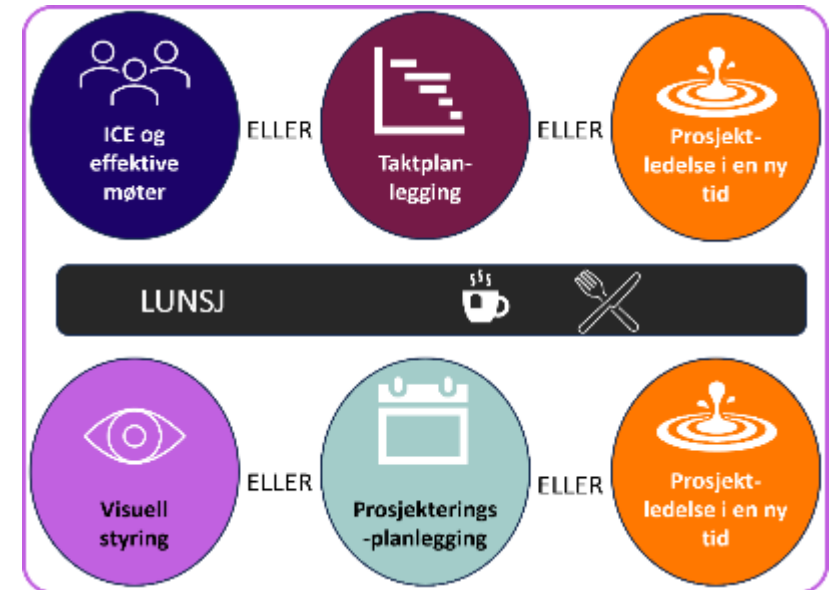 ICE og
effektive
møter
ELLER
Taktplan-
legging
ELLER
Prosjekt-
ledelse i en ny
tid
LUNSJ
Visuell
styring
ELLER
Prosjekterings
-planlegging
ELLER
Prosjekt-
ledelse i en ny
tid